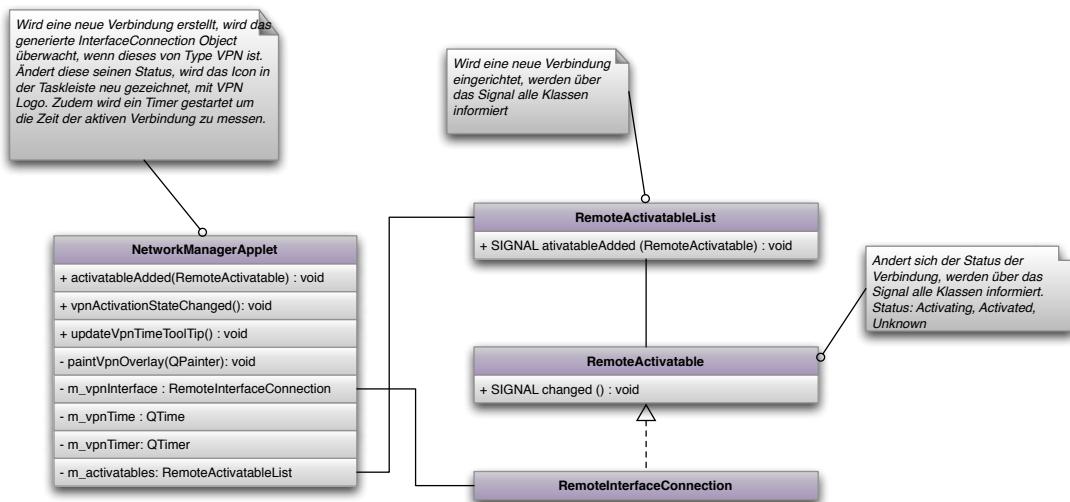 Wird eine neue Verbindung erstellt, wird das
generierte InterfaceConnection Object
überwacht, wenn dieses von Type VPN ist.
Ändert diese seinen Status, wird das Icon in
der Taskleiste neu gezeichnet, mit VPN
Logo. Zudem wird ein Timer gestartet um
die Zeit der aktiven Verbindung zu messen.
Wird eine neue Verbindung
eingerichtet, werden über
das Signal alle Klassen
informiert
RemoteActivatableList
+ SIGNAL ativatableAdded (RemoteActivatable) : void
NetworkManagerApplet
+ activatableAdded(RemoteActivatable) : void
+ vpnActivationStateChanged(): void
+ updateVpnTimeToolTip() : void
- paintVpnOverlay(QPainter): void
- m_vpnInterface : RemoteInterfaceConnection
- m_vpnTime : QTime
- m_vpnTimer: QTimer
- m_activatables: RemoteActivatableList
Andert sich der Status der
Verbindung, werden über das
Signal alle Klassen informiert.
Status: Activating, Activated,
Unknown
RemoteActivatable
+ SIGNAL changed () : void
RemoteInterfaceConnection